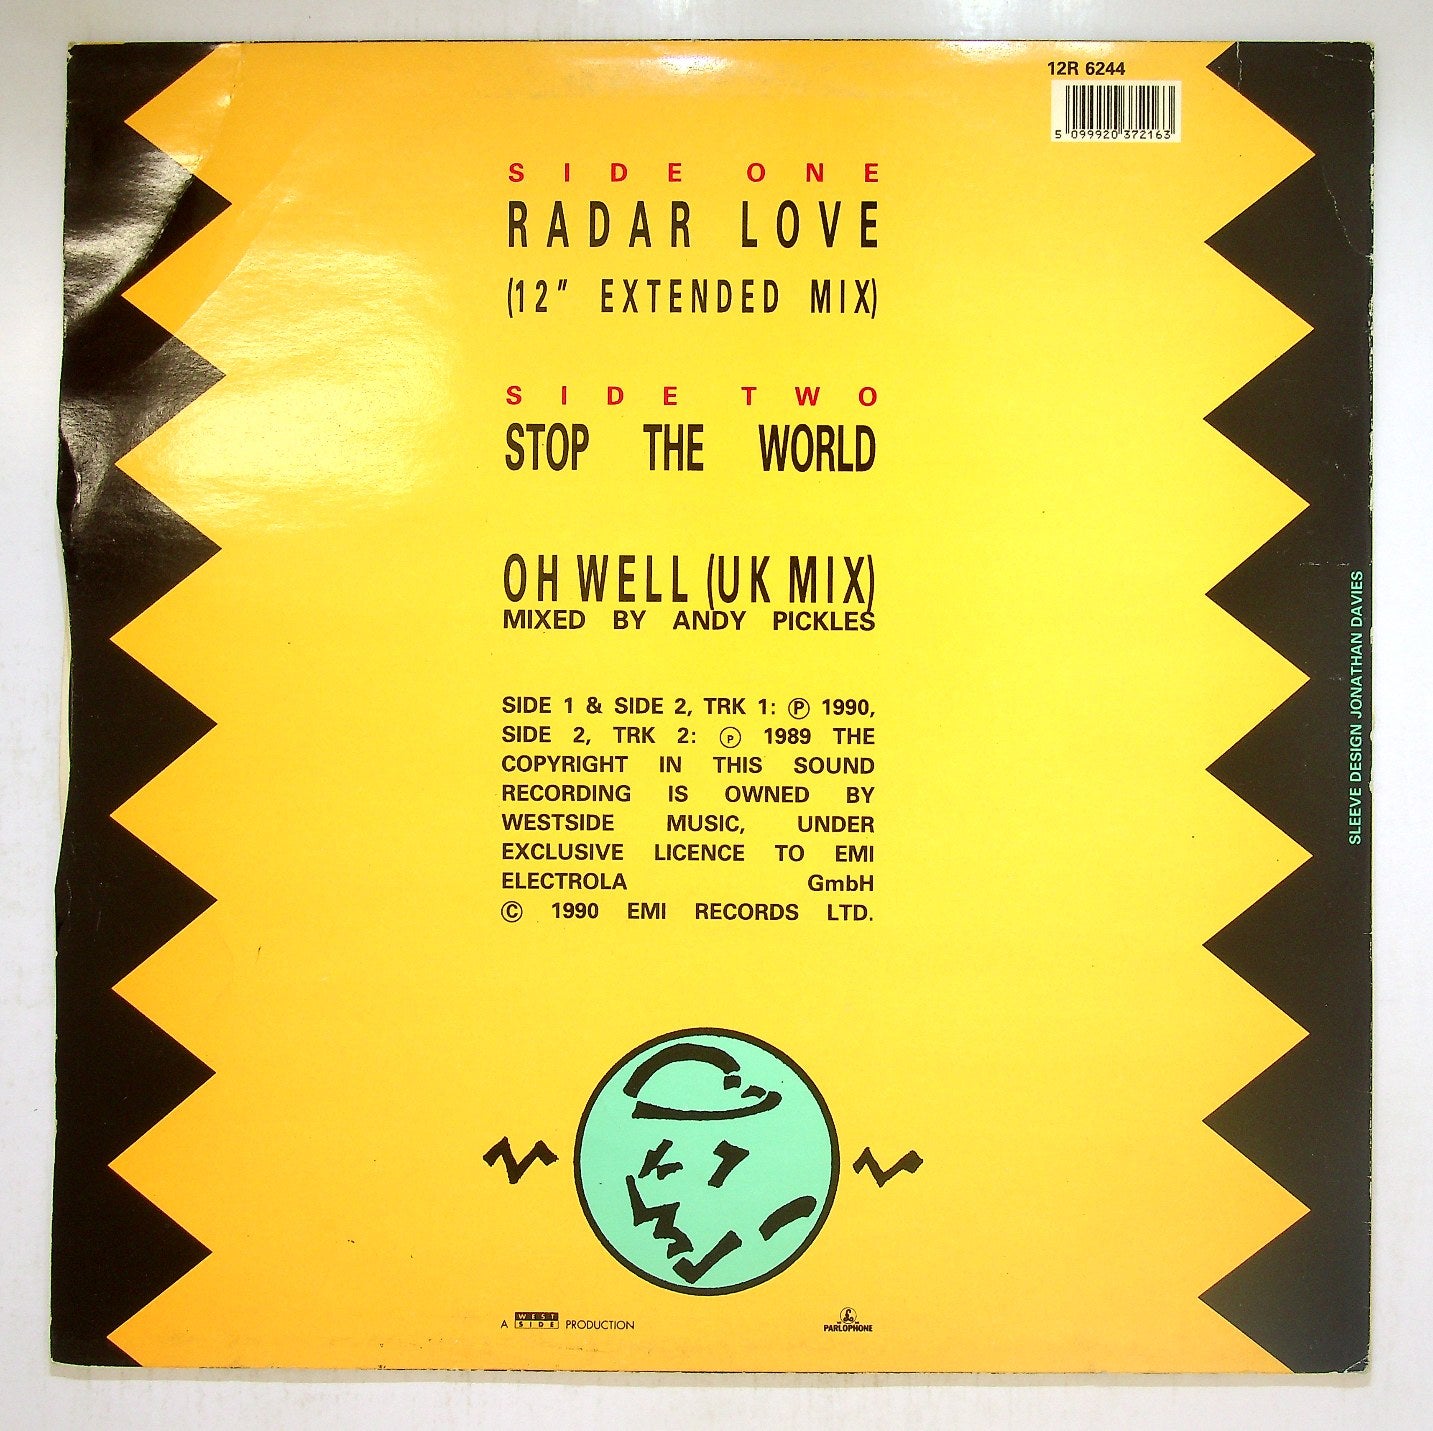 12R 6244
5 099920 372163
SIDE ONE
RADAR LOVE
(12" EXTENDED MIX)
SIDE TWO
STOP THE WORLD
OH WELL (UK MIX)
MIXED BY ANDY PICKLES
SIDE 1 & SIDE 2, TRK 1: ℗ 1990,
SIDE 2, TRK 2: ℗ 1989 THE
COPYRIGHT IN THIS SOUND
RECORDING IS OWNED BY
WESTSIDE MUSIC, UNDER
EXCLUSIVE LICENCE TO EMI
ELECTROLA GmbH
© 1990 EMI RECORDS LTD.
SLEEVE DESIGN JONATHAN DAVIES
A WEST SIDE PRODUCTION
£
PARLOPHONE